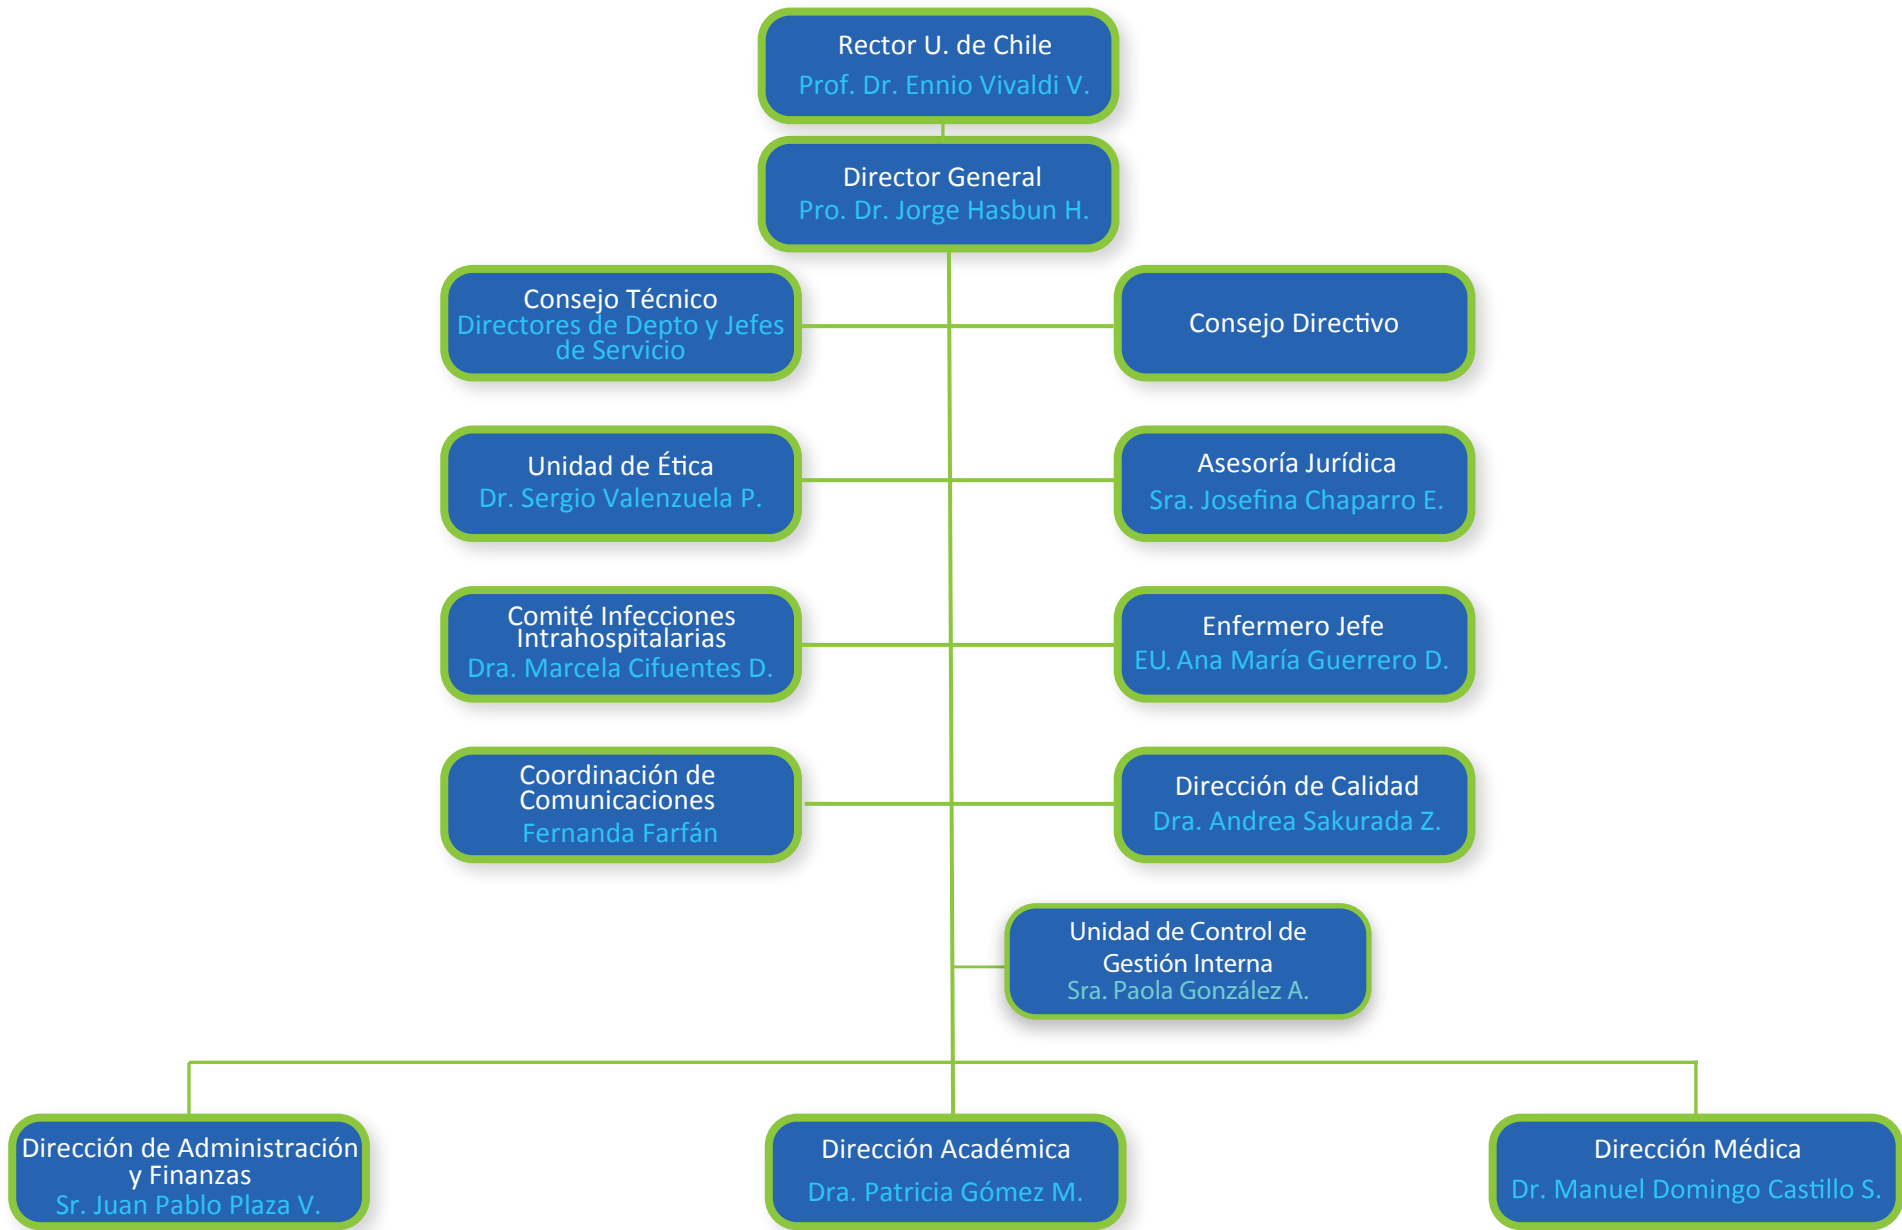 Rector U. de Chile
Prof. Dr. Ennio Vivaldi V.
Director General
Pro. Dr. Jorge Hasbun H.
Consejo Técnico
Directores de Depto y Jefes
de Servicio
Consejo Directivo
Unidad de Ética
Dr. Sergio Valenzuela P.
Asesoría Jurídica
Sra. Josefina Chaparro E.
Comité Infecciones
Intrahospitalarias
Dra. Marcela Cifuentes D.
Enfermero Jefe
EU. Ana María Guerrero D.
Coordinación de
Comunicaciones
Fernanda Farfán
Dirección de Calidad
Dra. Andrea Sakurada Z.
Unidad de Control de
Gestión Interna
Sra. Paola González A.
Dirección de Administración
y Finanzas
Sr. Juan Pablo Plaza V.
Dirección Académica
Dra. Patricia Gómez M.
Dirección Médica
Dr. Manuel Domingo Castillo S.